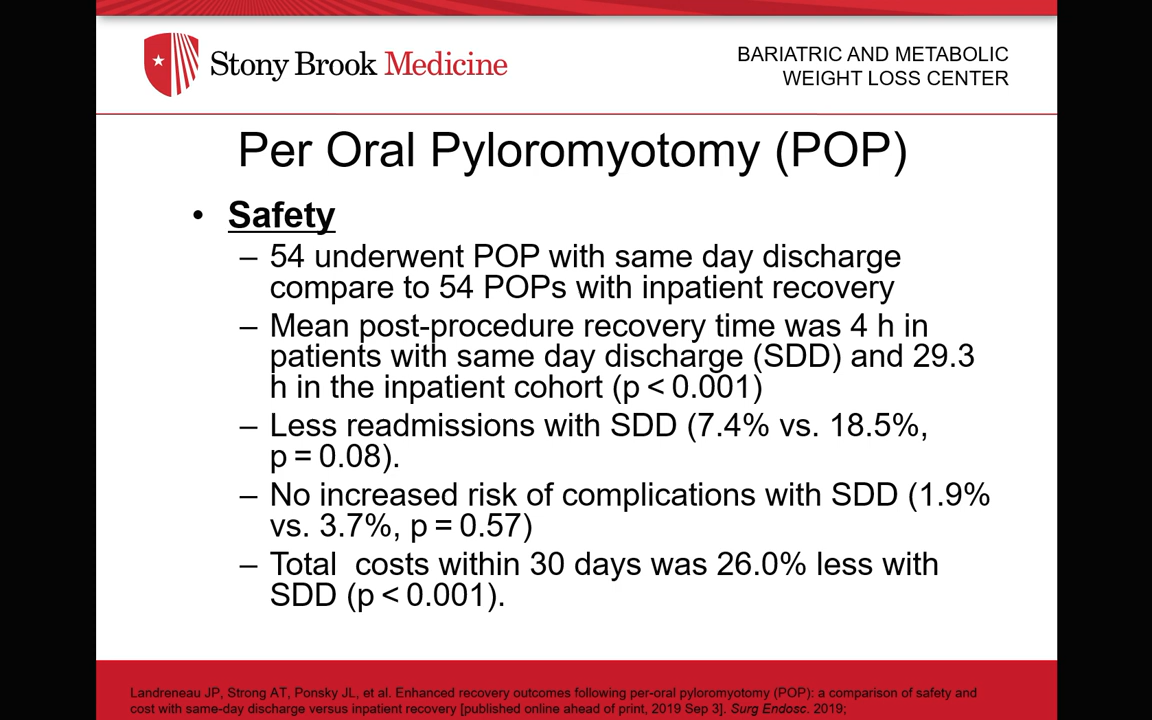 Stony Brook Medicine
BARIATRIC AND METABOLIC
WEIGHT LOSS CENTER
Per Oral Pyloromyotomy (POP)
• Safety
– 54 underwent POP with same day discharge
compare to 54 POPs with inpatient recovery
– Mean post-procedure recovery time was 4 h in
patients with same day discharge (SDD) and 29.3
h in the inpatient cohort (p < 0.001)
– Less readmissions with SDD (7.4% vs. 18.5%,
p = 0.08).
– No increased risk of complications with SDD (1.9%
vs. 3.7%, p = 0.57)
– Total  costs within 30 days was 26.0% less with
SDD (p < 0.001).
Landreneau JP, Strong AT, Ponsky JL, et al. Enhanced recovery outcomes following per-oral pyloromyotomy (POP): a comparison of safety and
cost with same-day discharge versus inpatient recovery [published online ahead of print, 2019 Sep 3]. Surg Endosc. 2019;